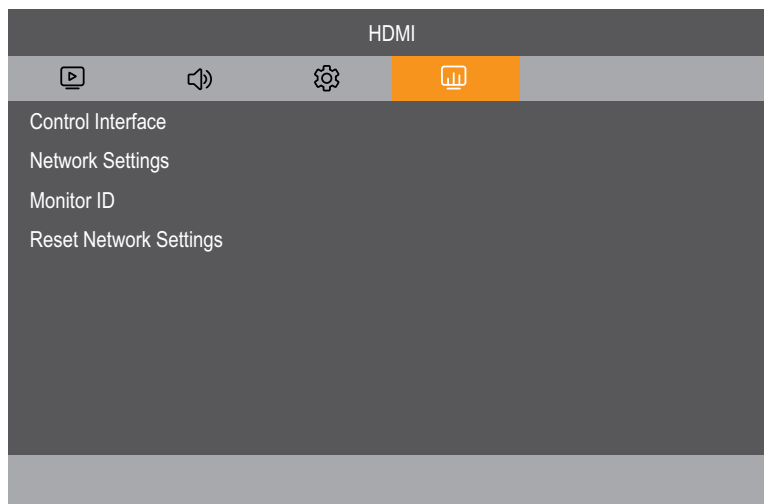 HDMI
Control Interface
Network Settings
Monitor ID
Reset Network Settings